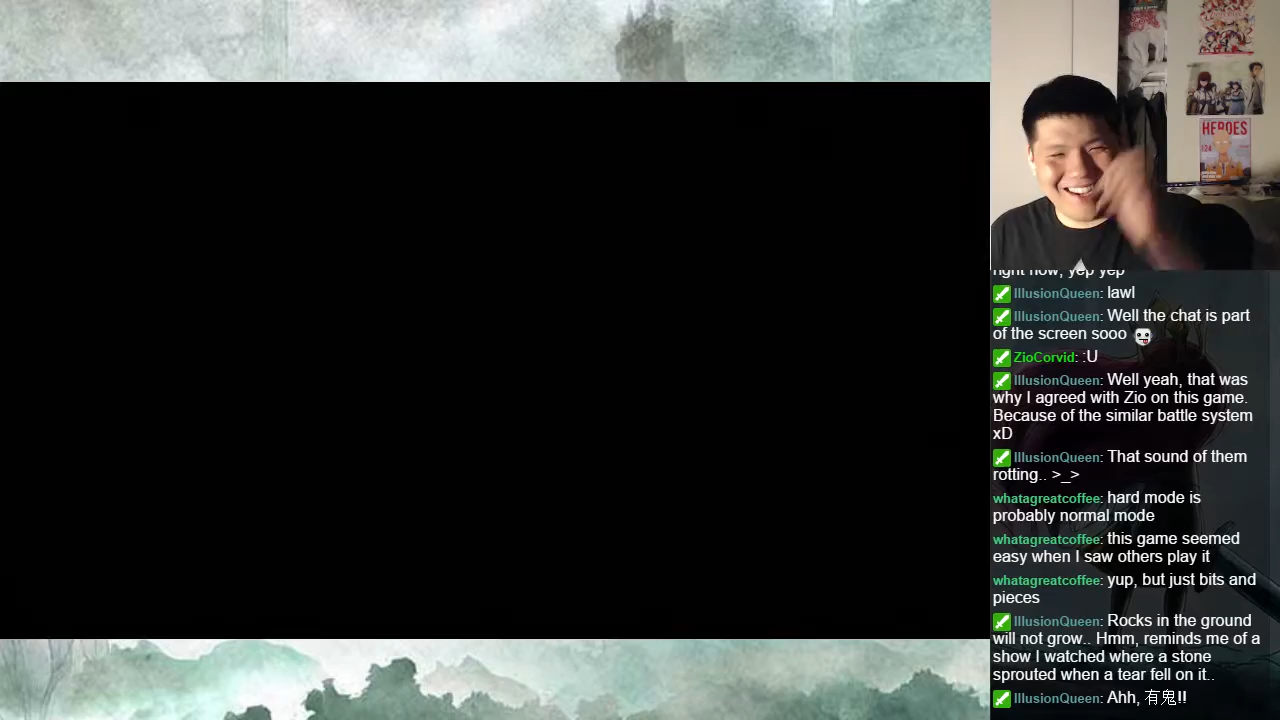 HEROES
124
right now, yep yep
IllusionQueen: lawl
IllusionQueen: Well the chat is part
of the screen sooo
ZioCorvid: :U
IllusionQueen: Well yeah, that was
why I agreed with Zio on this game.
Because of the similar battle system
xD
IllusionQueen: That sound of them
rotting.. >_>
whatagreatcoffee: hard mode is
probably normal mode
whatagreatcoffee: this game seemed
easy when I saw others play it
whatagreatcoffee: yup, but just bits and
pieces
IllusionQueen: Rocks in the ground
will not grow.. Hmm, reminds me of a
show I watched where a stone
sprouted when a tear fell on it..
IllusionQueen: Ahh, 有鬼!!